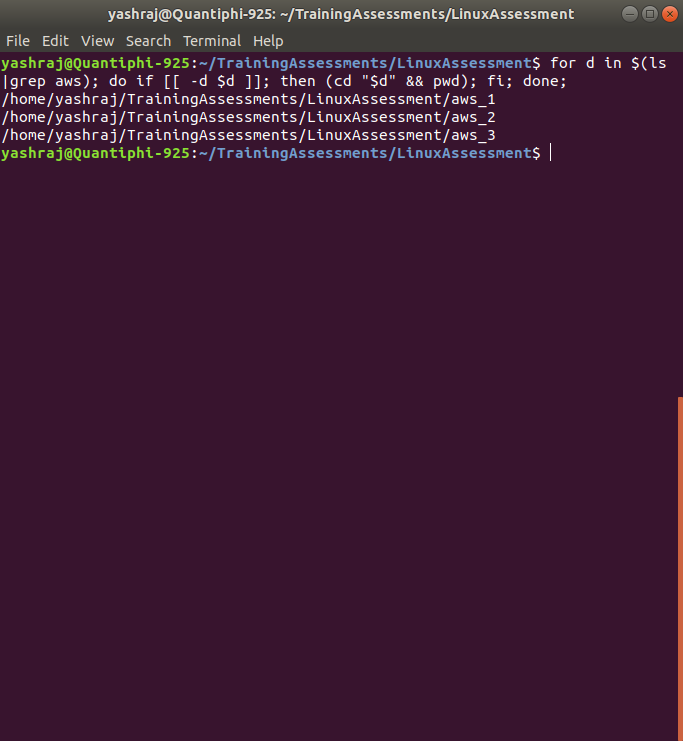 yashraj@Quantiphi-925: ~/TrainingAssessments/LinuxAssessment
File Edit View Search Terminal Help
yashraj@Quantiphi-925:~/TrainingAssessments/LinuxAssessment$ for d in $(ls
|grep aws); do if [[ -d $d ]]; then (cd "$d" && pwd); fi; done;
/home/yashraj/TrainingAssessments/LinuxAssessment/aws_1
/home/yashraj/TrainingAssessments/LinuxAssessment/aws_2
/home/yashraj/TrainingAssessments/LinuxAssessment/aws_3
yashraj@Quantiphi-925:~/TrainingAssessments/LinuxAssessment$